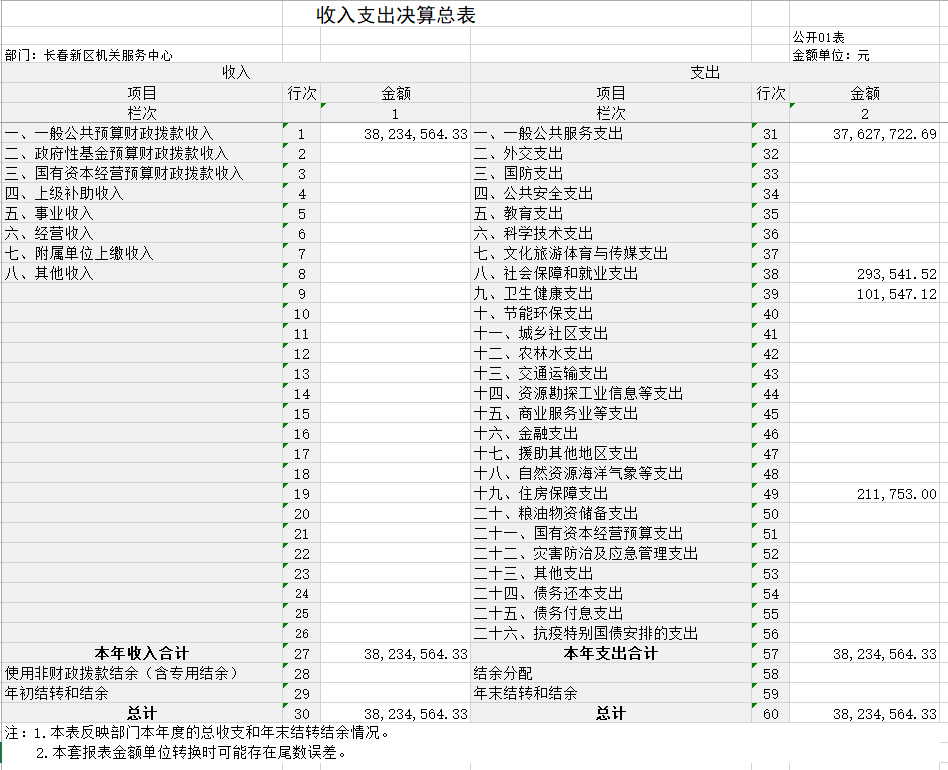 收入支出决算总表
公开01表
部门：长春新区机关服务中心 金额单位：元
收入 支出
项目 行次 金额 项目 行次 金额
栏次 1 栏次 2
一、一般公共预算财政拨款收入 1 38,234,564.33 一、一般公共服务支出 31 37,627,722.69
二、政府性基金预算财政拨款收入 2 二、外交支出 32
三、国有资本经营预算财政拨款收入 3 三、国防支出 33
四、上级补助收入 4 四、公共安全支出 34
五、事业收入 5 五、教育支出 35
六、经营收入 6 六、科学技术支出 36
七、附属单位上缴收入 7 七、文化旅游体育与传媒支出 37
八、其他收入 8 八、社会保障和就业支出 38 293,541.52
9 九、卫生健康支出 39 101,547.12
10 十、节能环保支出 40
11 十一、城乡社区支出 41
12 十二、农林水支出 42
13 十三、交通运输支出 43
14 十四、资源勘探工业信息等支出 44
15 十五、商业服务业等支出 45
16 十六、金融支出 46
17 十七、援助其他地区支出 47
18 十八、自然资源海洋气象等支出 48
19 十九、住房保障支出 49 211,753.00
20 二十、粮油物资储备支出 50
21 二十一、国有资本经营预算支出 51
22 二十二、灾害防治及应急管理支出 52
23 二十三、其他支出 53
24 二十四、债务还本支出 54
25 二十五、债务付息支出 55
26 二十六、抗疫特别国债安排的支出 56
本年收入合计 27 38,234,564.33 本年支出合计 57 38,234,564.33
使用非财政拨款结余（含专用结余） 28 结余分配 58
年初结转和结余 29 年末结转和结余 59
总计 30 38,234,564.33 总计 60 38,234,564.33
注：1.本表反映部门本年度的总收支和年末结转结余情况。
2.本套报表金额单位转换时可能存在尾数误差。